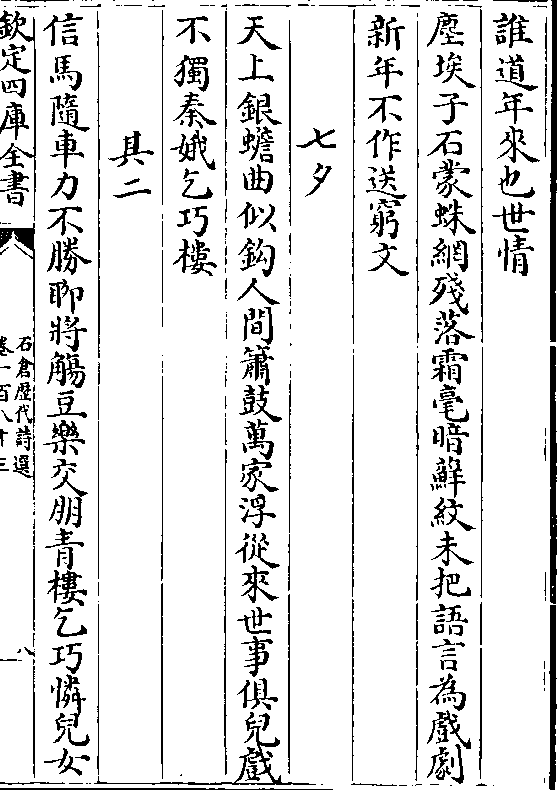 誰道年來也世情
塵埃子石蒙蛛網殘落霜毫暗蘚紋未把語言為戲劇
新年不作送窮文
七夕
天上銀蟾曲似鈎人間簫鼓萬家浮從來世事俱兒戲
不獨秦娥乞巧樓
其二
信馬隨車力不勝聊將觴豆樂交朋青樓乞巧憐兒女
欽定四庫全書
石倉歷代詩選
卷一百八十三
八